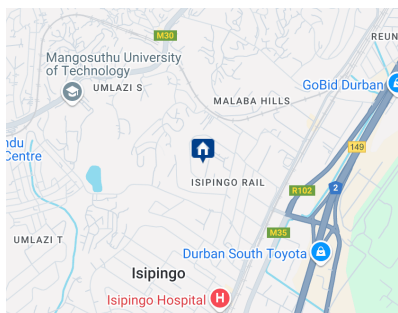 M30
REUN
Mangosuthu University
of Technology
UMLAZI S
GoBid Durban
MALABA HILLS
149
ndu
Centre
ISIPINGO RAIL
R102
2
UMLAZI T
M35
Durban South Toyota
Isipingo
Isipingo Hospital
H